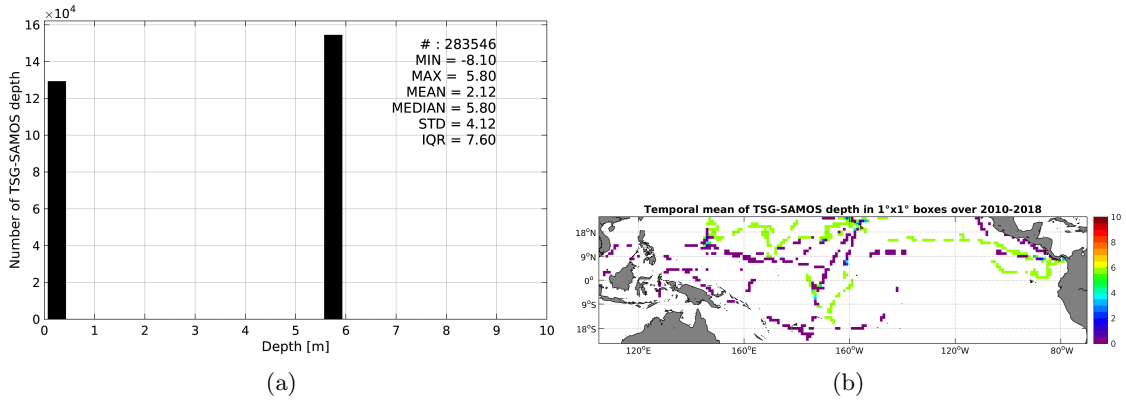 ×10⁴
16
14
12
10
8
6
4
2
0
Number of TSG-SAMOS depth
# : 283546
MIN = -8.10
MAX = 5.80
MEAN = 2.12
MEDIAN = 5.80
STD = 4.12
IQR = 7.60
0 1 2 3 4 5 6 7 8 9 10
Depth [m]
(a)
Temporal mean of TSG-SAMOS depth in 1°x1° boxes over 2010-2018
18°N
9°N
0°
9°S
18°S
120°E 160°E 160°W 120°W 80°W
10
8
6
4
2
0
(b)